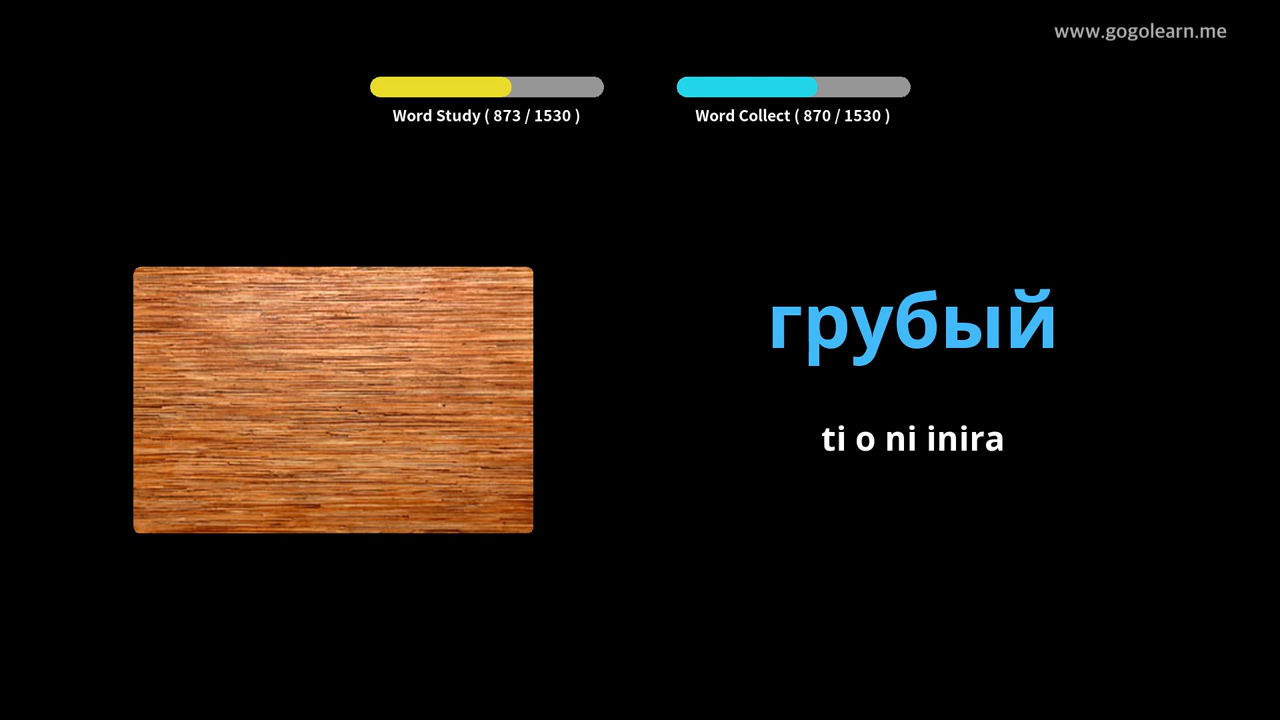 www.gogolearn.me
Word Study ( 873 / 1530 )
Word Collect ( 870 / 1530 )
грубый
ti o ni inira